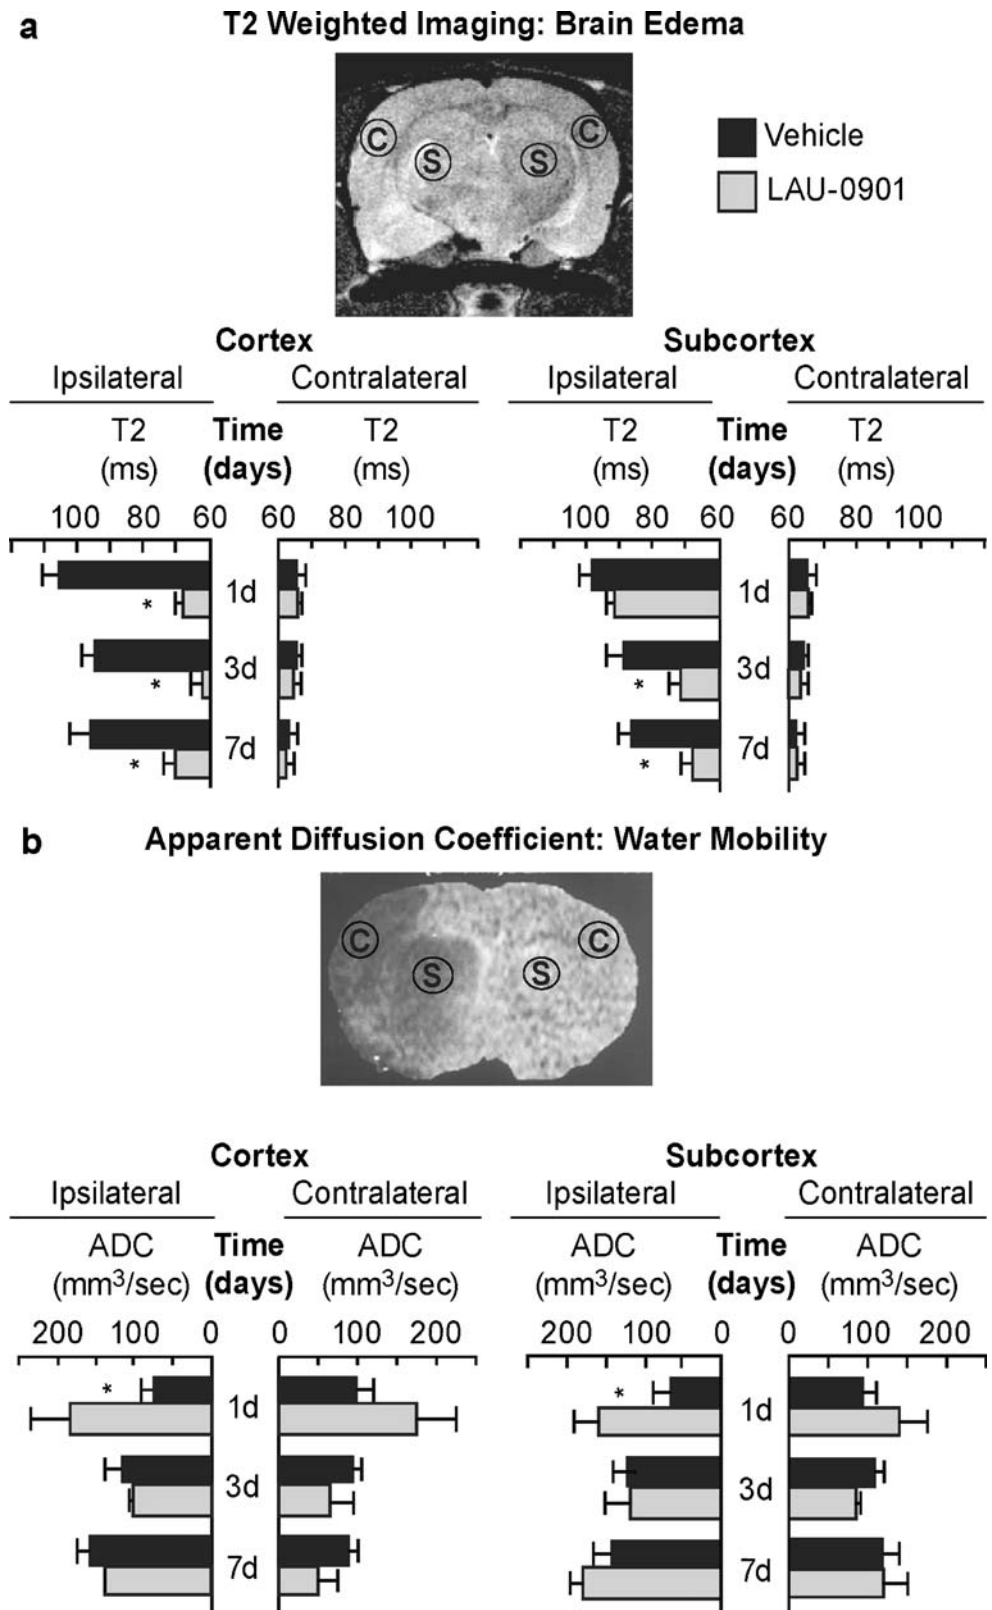 a T2 Weighted Imaging: Brain Edema
C C
S S
Vehicle
LAU-0901
Cortex Subcortex
Ipsilateral Contralateral Ipsilateral Contralateral
T2 Time T2 T2 Time T2
(ms) (days) (ms) (ms) (days) (ms)
100 80 60 60 80 100 100 80 60 60 80 100
1d 1d
*
3d 3d
* *
7d 7d
* *
b Apparent Diffusion Coefficient: Water Mobility
C C
S S
Cortex Subcortex
Ipsilateral Contralateral Ipsilateral Contralateral
ADC Time ADC ADC Time ADC
(mm³/sec) (days) (mm³/sec) (mm³/sec) (days) (mm³/sec)
200 100 0 0 100 200 200 100 0 0 100 200
* *
1d 1d
3d 3d
7d 7d